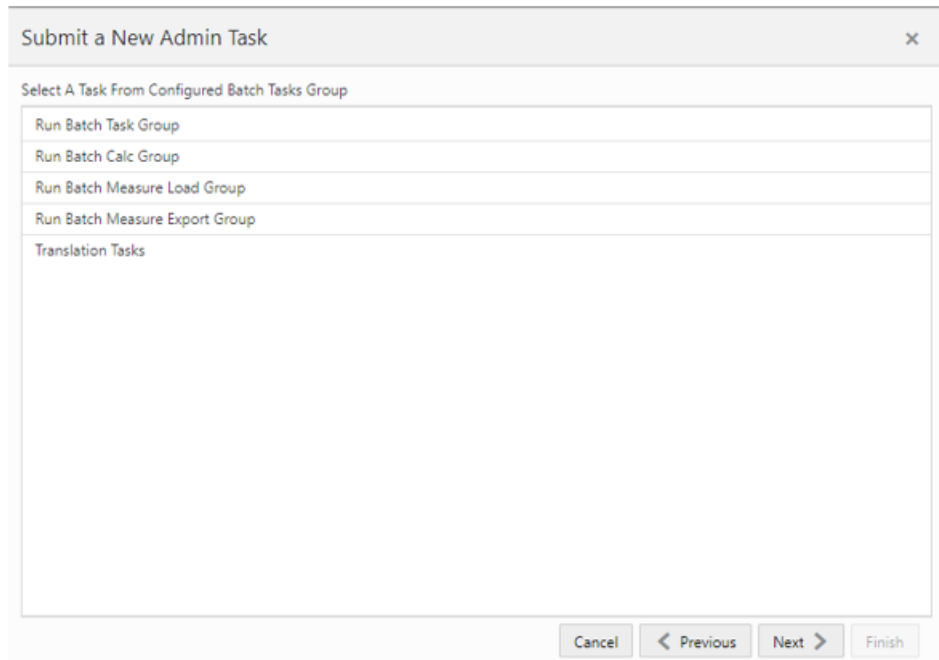 Submit a New Admin Task
Select A Task From Configured Batch Tasks Group
Run Batch Task Group
Run Batch Calc Group
Run Batch Measure Load Group
Run Batch Measure Export Group
Translation Tasks
Cancel Previous Next Finish